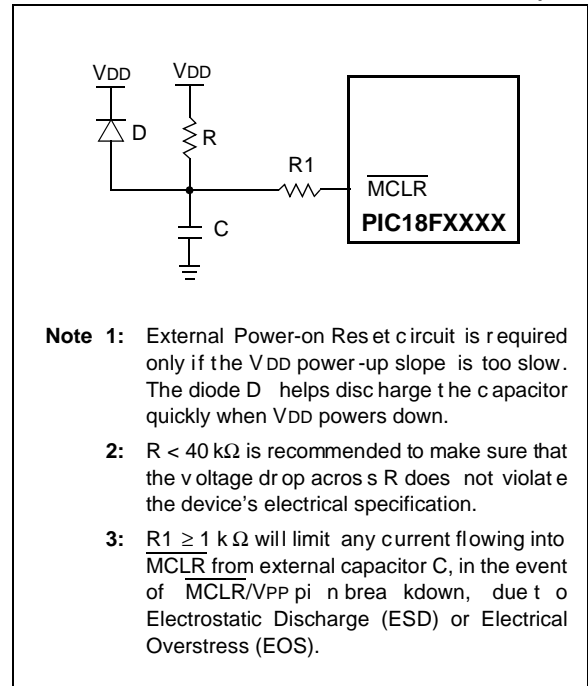 VDD VDD
D
R
R1
MCLR
PIC18FXXXX
C
Note 1: External Power-on Reset circuit is required
only if the VDD power-up slope is too slow.
The diode D helps discharge the capacitor
quickly when VDD powers down.
2: R < 40 kΩ is recommended to make sure that
the voltage drop across R does not violate
the device's electrical specification.
3: R1 ≥ 1 kΩ will limit any current flowing into
MCLR from external capacitor C, in the event
of MCLR/VPP pin breakdown, due to
Electrostatic Discharge (ESD) or Electrical
Overstress (EOS).